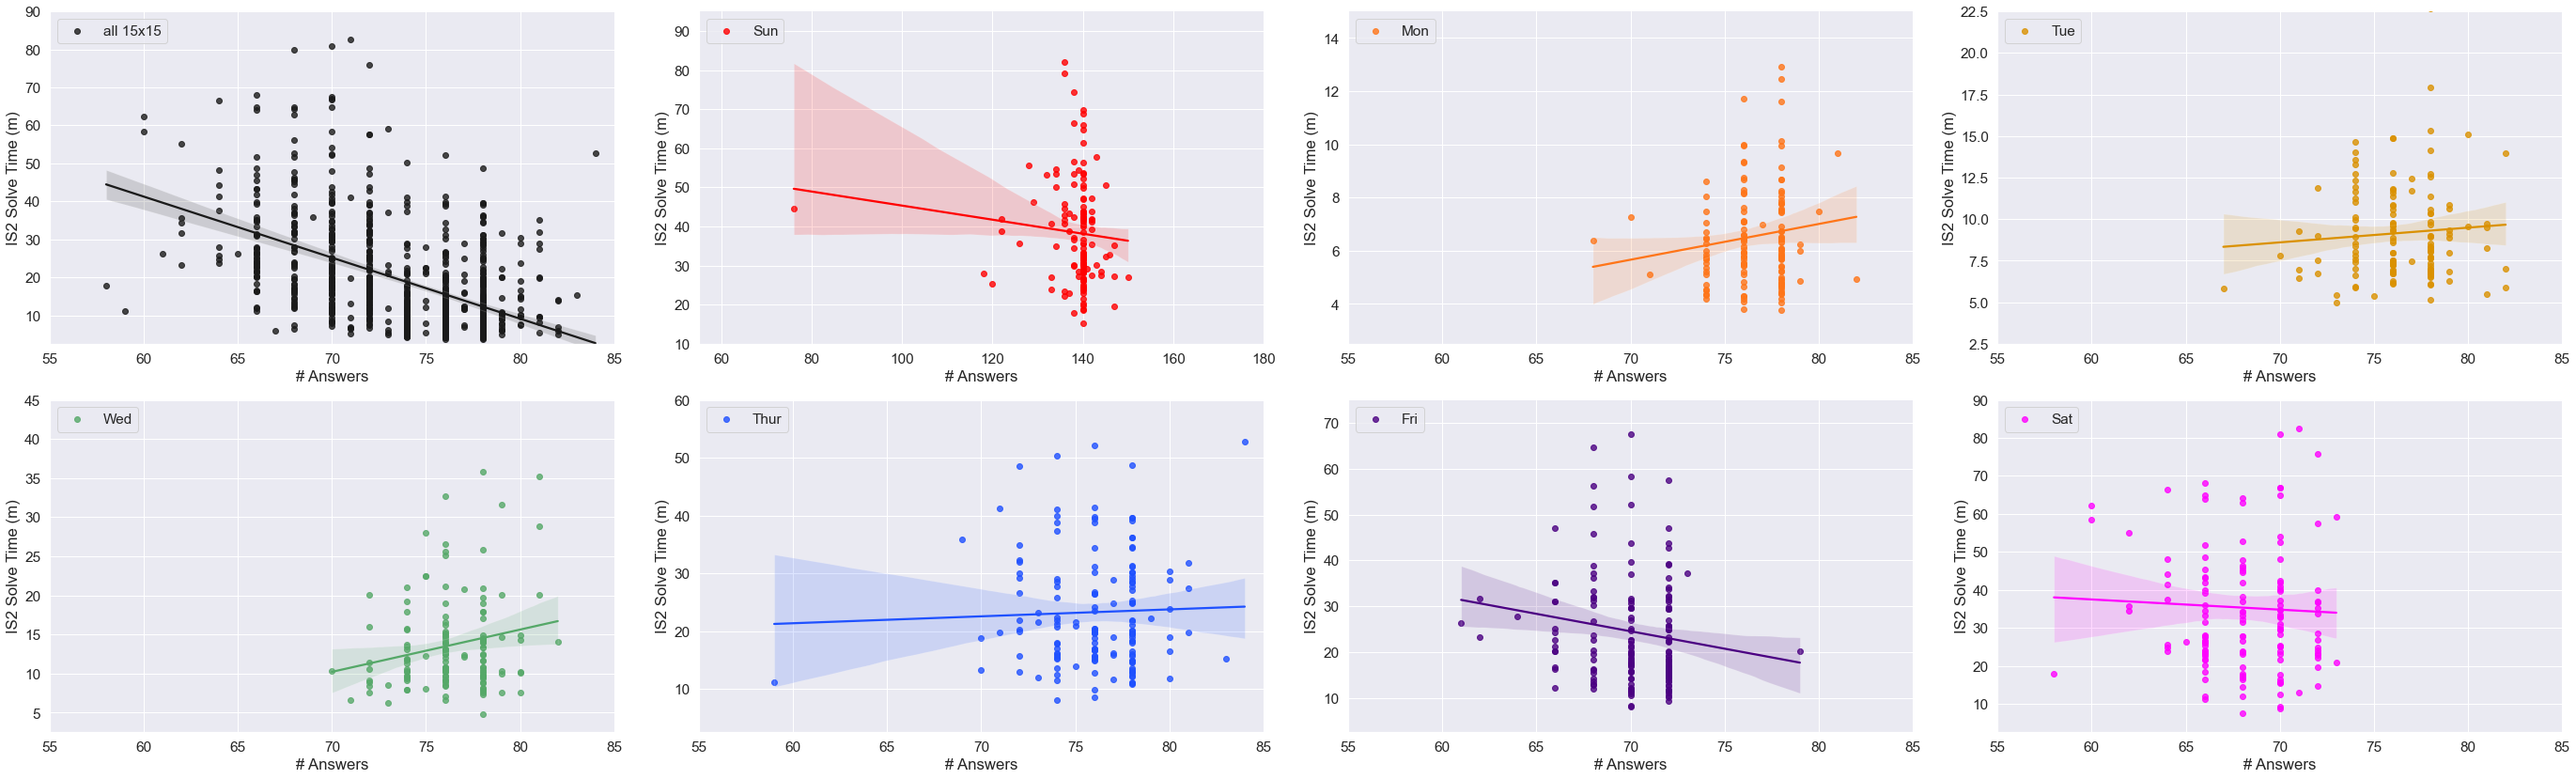 all 15x15
IS2 Solve Time (m)
90
80
70
60
50
40
30
20
10
55 60 65 70 75 80 85
# Answers
Sun
IS2 Solve Time (m)
90
80
70
60
50
40
30
20
10
60 80 100 120 140 160 180
# Answers
Mon
IS2 Solve Time (m)
14
12
10
8
6
4
55 60 65 70 75 80 85
# Answers
Tue
IS2 Solve Time (m)
22.5
20.0
17.5
15.0
12.5
10.0
7.5
5.0
2.5
55 60 65 70 75 80 85
# Answers
Wed
IS2 Solve Time (m)
45
40
35
30
25
20
15
10
5
55 60 65 70 75 80 85
# Answers
Thur
IS2 Solve Time (m)
60
50
40
30
20
10
55 60 65 70 75 80 85
# Answers
Fri
IS2 Solve Time (m)
70
60
50
40
30
20
10
55 60 65 70 75 80 85
# Answers
Sat
IS2 Solve Time (m)
90
80
70
60
50
40
30
20
10
55 60 65 70 75 80 85
# Answers